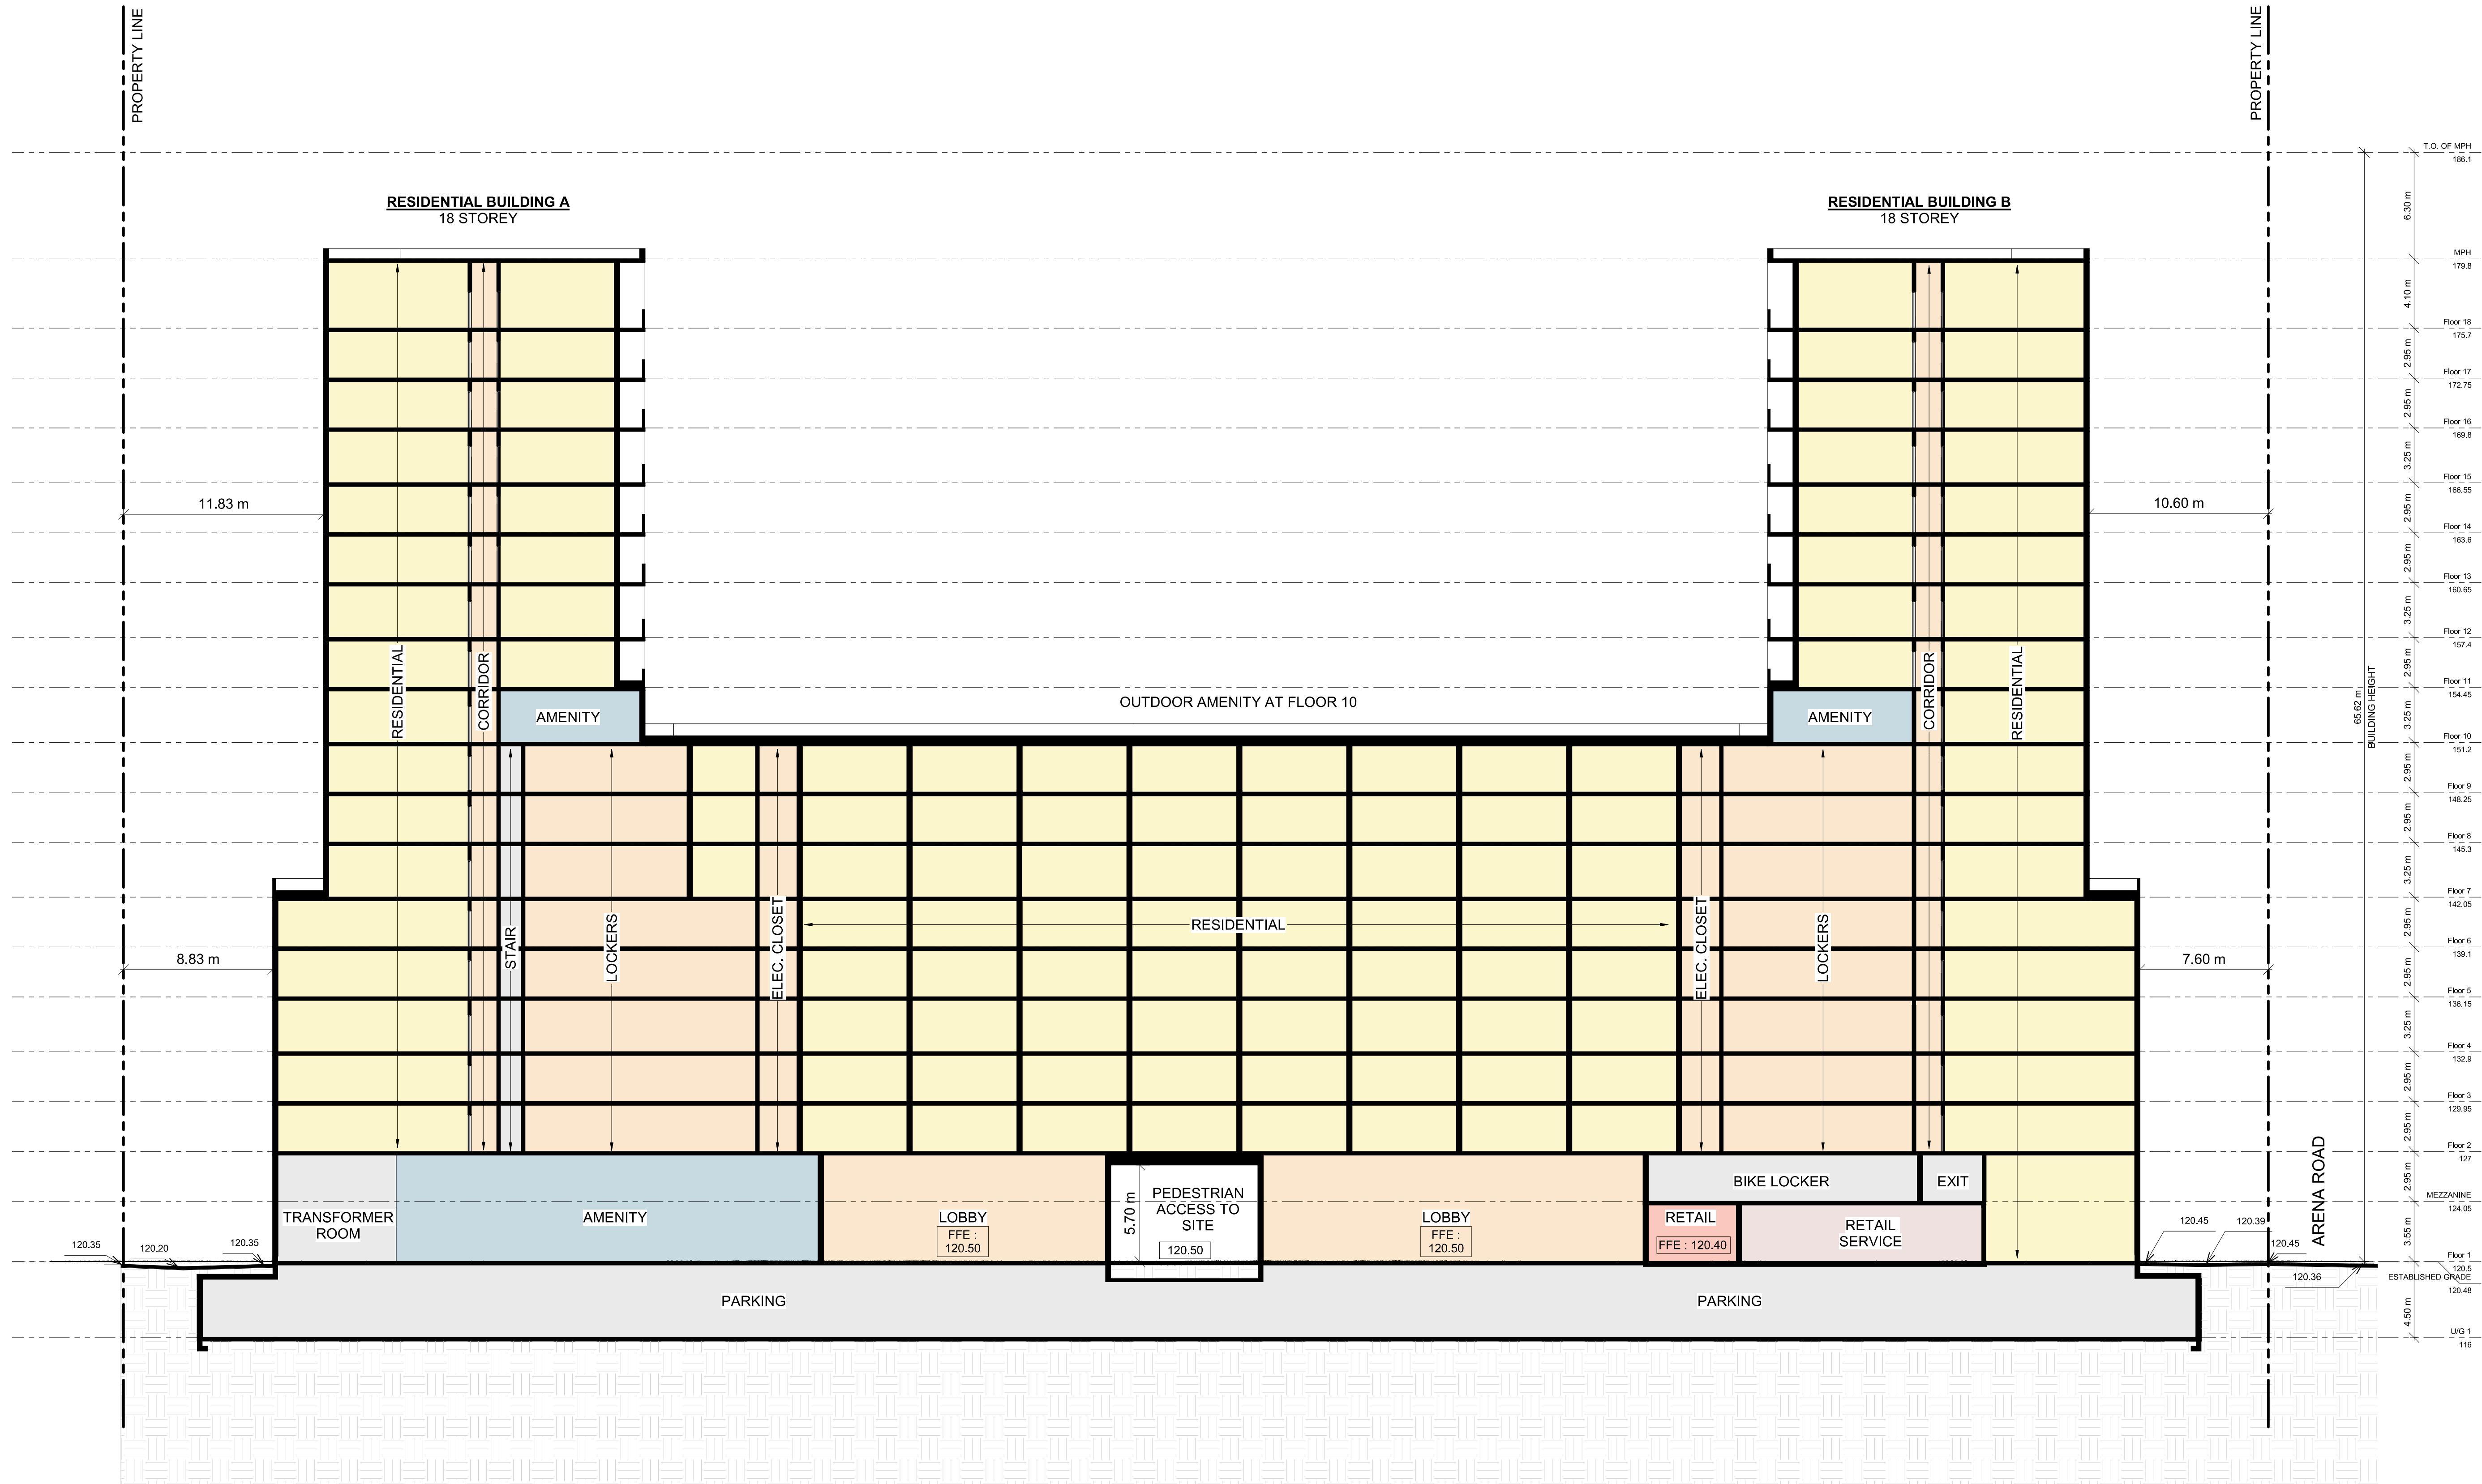 PROPERTY LINE
PROPERTY LINE
T.O. OF MPH
186.1
RESIDENTIAL BUILDING A
18 STOREY
RESIDENTIAL BUILDING B
18 STOREY
6.30 m
MPH
179.8
4.10 m
Floor 18
175.7
2.95 m
Floor 17
172.75
2.95 m
Floor 16
169.8
3.25 m
Floor 15
166.55
11.83 m
10.60 m
2.95 m
Floor 14
163.6
2.95 m
Floor 13
160.65
3.25 m
Floor 12
157.4
2.95 m
Floor 11
154.45
RESIDENTIAL
CORRIDOR
AMENITY
OUTDOOR AMENITY AT FLOOR 10
AMENITY
CORRIDOR
RESIDENTIAL
65.62 m
BUILDING HEIGHT
3.25 m
Floor 10
151.2
2.95 m
Floor 9
148.25
2.95 m
Floor 8
145.3
3.25 m
Floor 7
142.05
STAIR
LOCKERS
ELEC. CLOSET
RESIDENTIAL
ELEC. CLOSET
LOCKERS
2.95 m
Floor 6
139.1
8.83 m
7.60 m
2.95 m
Floor 5
136.15
3.25 m
Floor 4
132.9
2.95 m
Floor 3
129.95
2.95 m
Floor 2
127
2.95 m
MEZZANINE
124.05
3.55 m
Floor 1
120.5
ESTABLISHED GRADE
120.48
4.50 m
U/G 1
116
ARENA ROAD
TRANSFORMER
ROOM
AMENITY
LOBBY
FFE :
120.50
5.70 m
PEDESTRIAN
ACCESS TO
SITE
120.50
LOBBY
FFE :
120.50
BIKE LOCKER
EXIT
RETAIL
FFE : 120.40
RETAIL
SERVICE
120.35
120.20
120.35
120.45
120.39
120.45
120.36
PARKING
PARKING